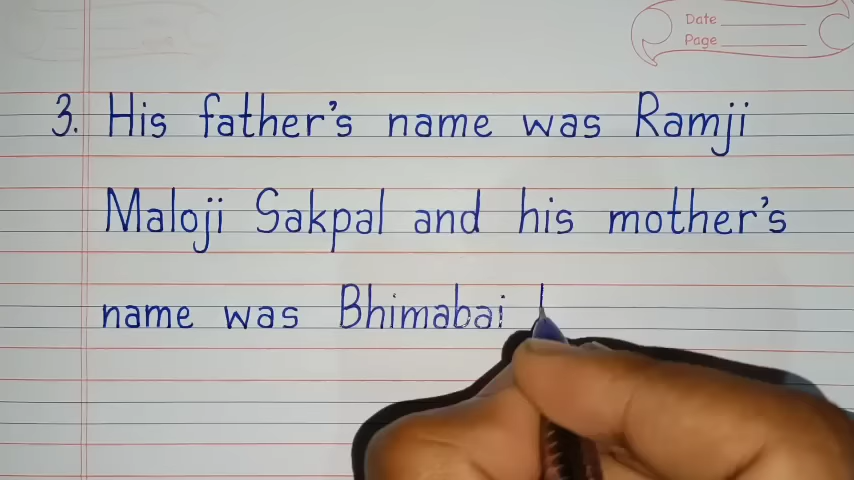 Date
Page
3. His father's name was Ramji
Maloji Sakpal and his mother's
name was Bhimabai